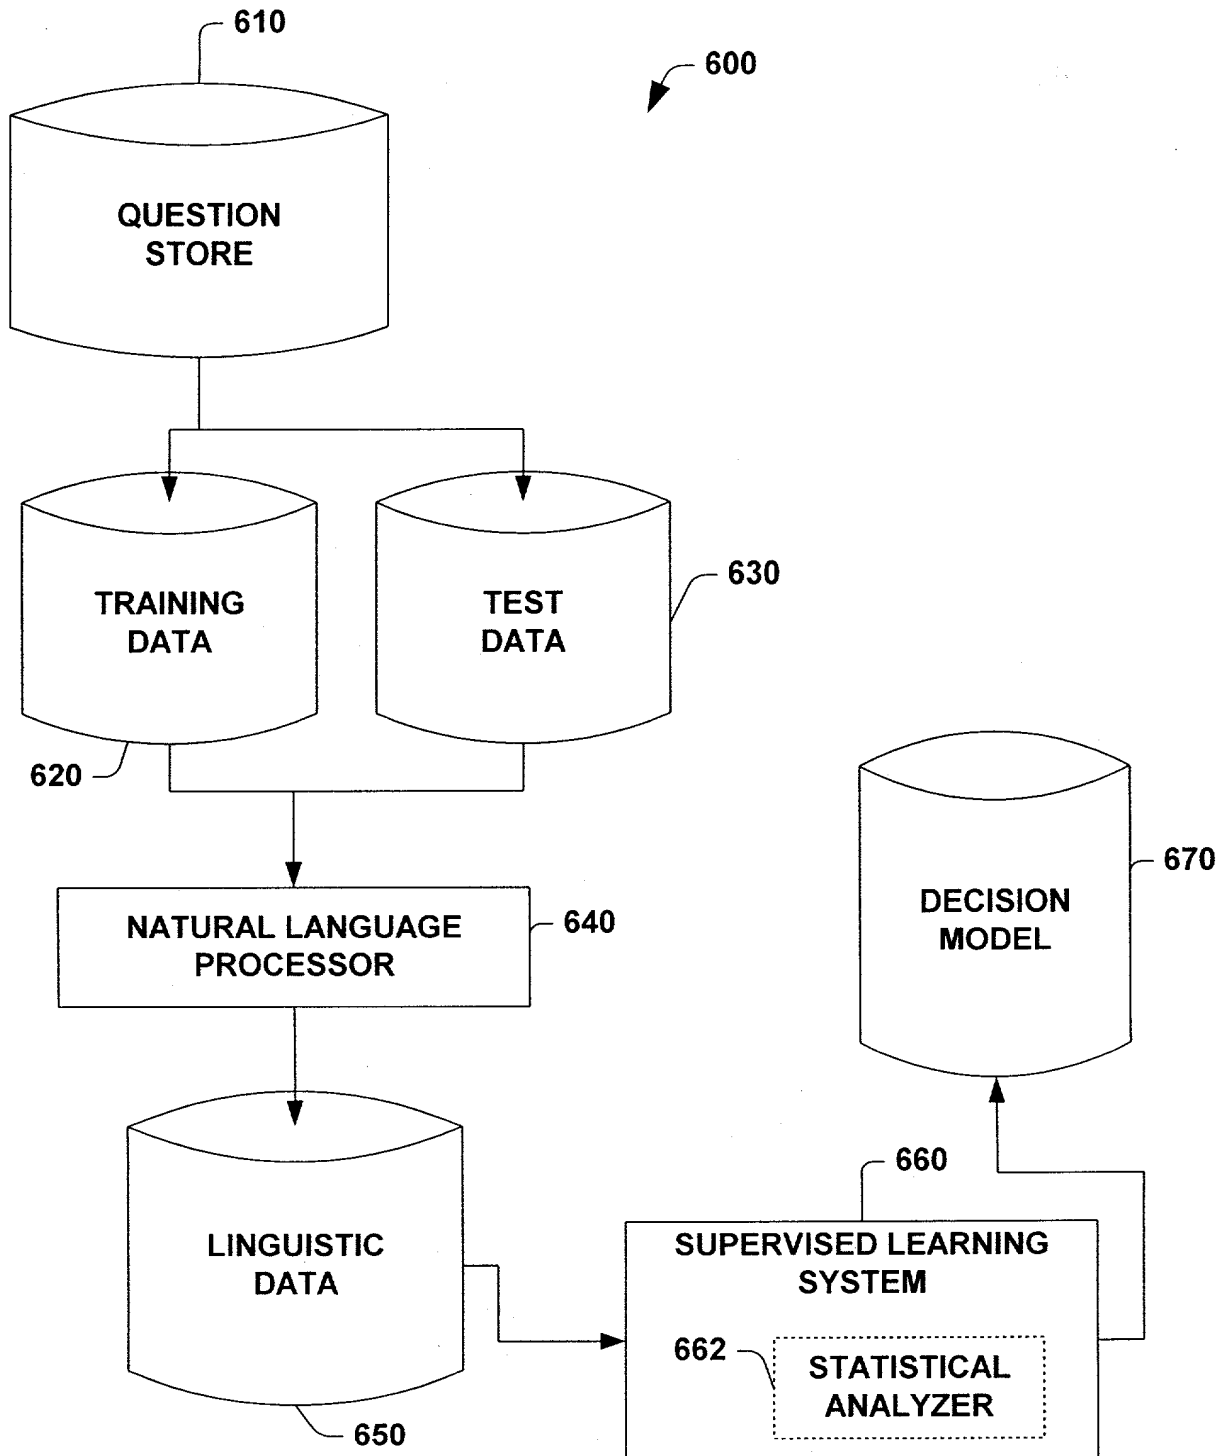 610
600
QUESTION
STORE
TRAINING
DATA
TEST
DATA
630
620
670
DECISION
MODEL
NATURAL LANGUAGE
PROCESSOR
640
660
LINGUISTIC
DATA
SUPERVISED LEARNING
SYSTEM
662
STATISTICAL
ANALYZER
650